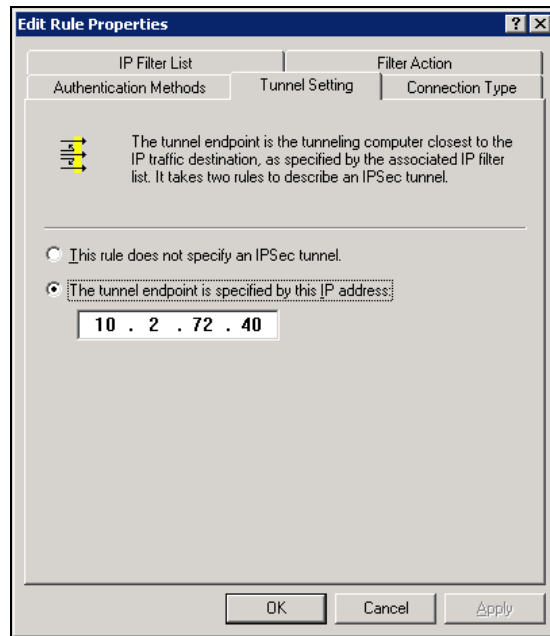 Edit Rule Properties
IP Filter List
Filter Action
Authentication Methods
Tunnel Setting
Connection Type
The tunnel endpoint is the tunneling computer closest to the
IP traffic destination, as specified by the associated IP filter
list. It takes two rules to describe an IPSec tunnel.
This rule does not specify an IPSec tunnel.
The tunnel endpoint is specified by this IP address:
10 . 2 . 72 . 40
OK
Cancel
Apply